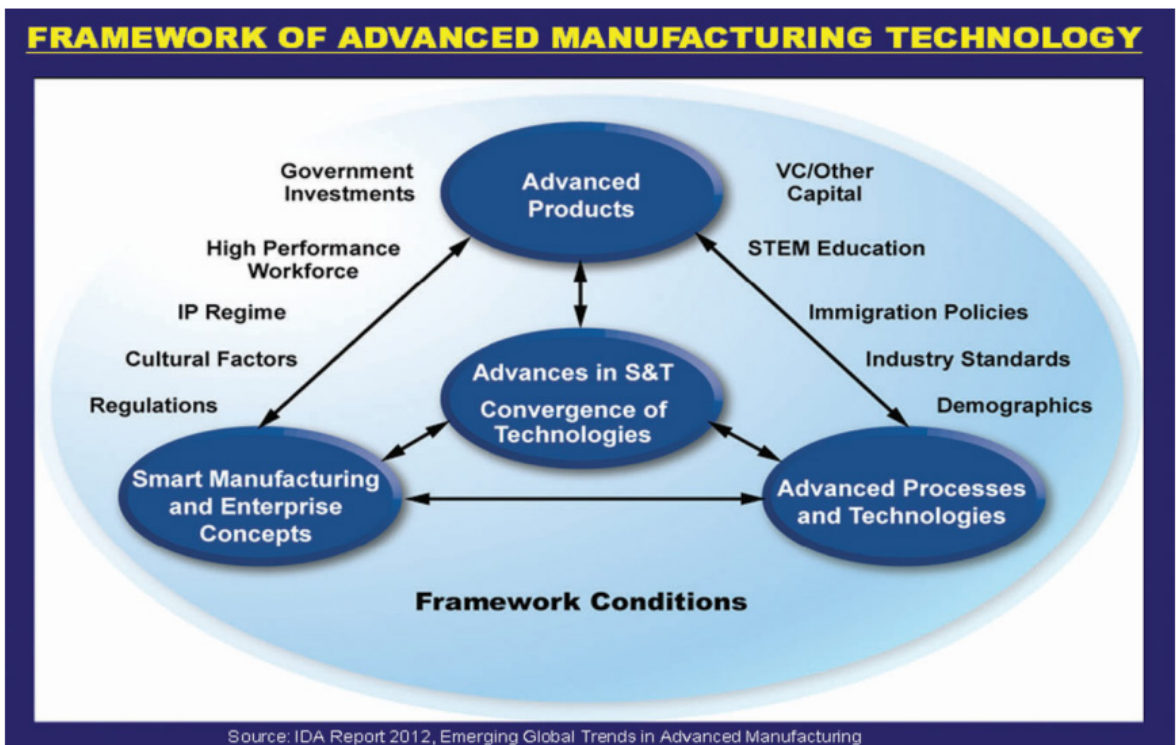 FRAMEWORK OF ADVANCED MANUFACTURING TECHNOLOGY
Government
Investments
Advanced
Products
VC/Other
Capital
High Performance
Workforce
STEM Education
IP Regime
Immigration Policies
Cultural Factors
Advances in S&T
Convergence of
Technologies
Industry Standards
Regulations
Demographics
Smart Manufacturing
and Enterprise
Concepts
Advanced Processes
and Technologies
Framework Conditions
Source: IDA Report 2012, Emerging Global Trends in Advanced Manufacturing